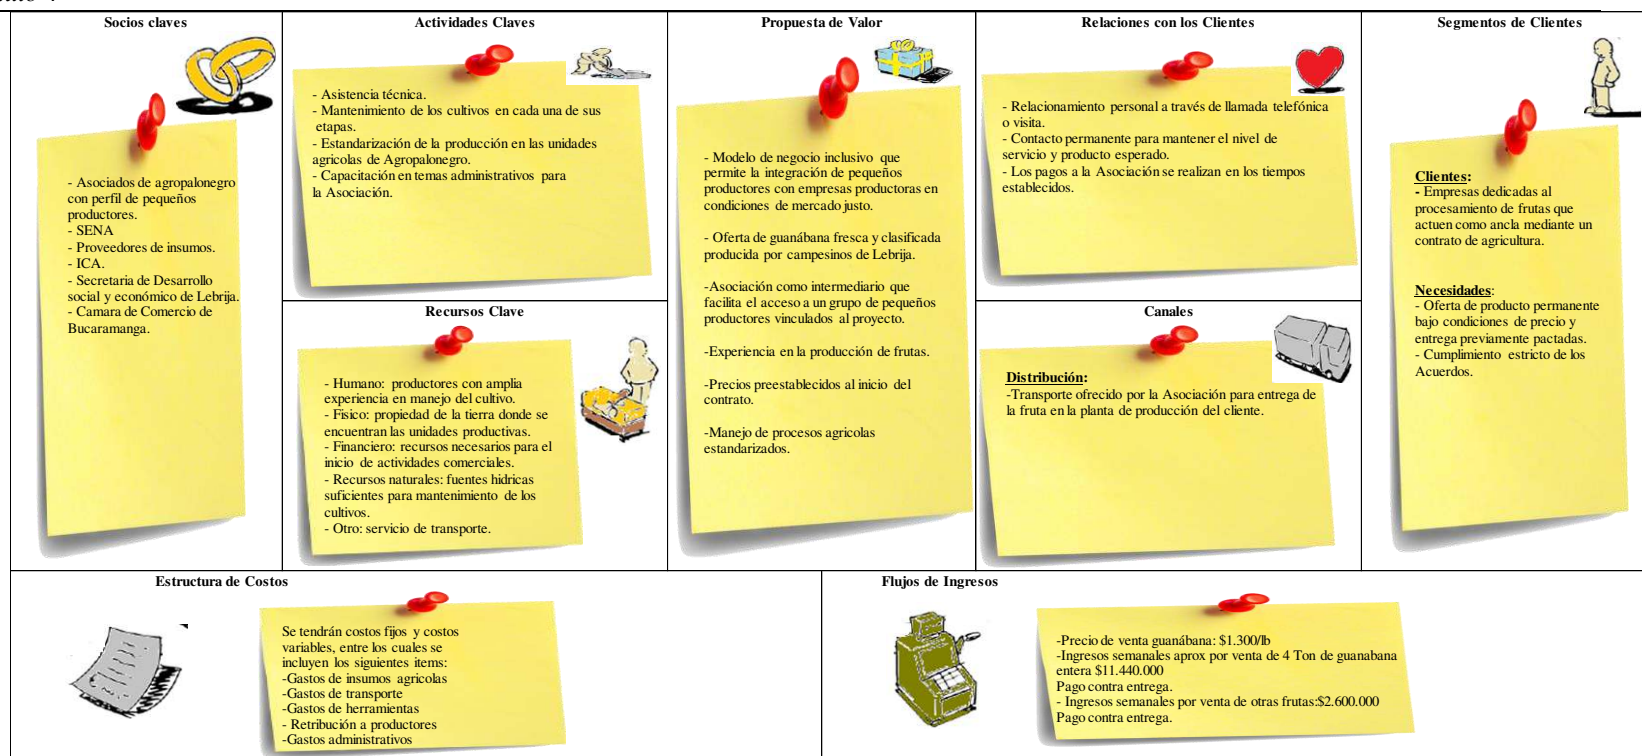 Socios claves
- Asociados de agropalonegro
con perfil de pequeños
productores.
- SENA
- Proveedores de insumos.
- ICA.
- Secretaria de Desarrollo
social y económico de Lebrija.
- Camara de Comercio de
Bucaramanga.
Actividades Claves
- Asistencia técnica.
- Mantenimiento de los cultivos en cada una de sus
etapas.
- Estandarización de la producción en las unidades
agricolas de Agropalonegro.
- Capacitación en temas administrativos para
la Asociación.
Recursos Clave
- Humano: productores con amplia
experiencia en manejo del cultivo.
- Fisico: propiedad de la tierra donde se
encuentran las unidades productivas.
- Financiero: recursos necesarios para el
inicio de actividades comerciales.
- Recursos naturales: fuentes hidricas
suficientes para mantenimiento de los
cultivos.
- Otro: servicio de transporte.
Propuesta de Valor
- Modelo de negocio inclusivo que
permite la integración de pequeños
productores con empresas productoras en
condiciones de mercado justo.
- Oferta de guanábana fresca y clasificada
producida por campesinos de Lebrija.
-Asociación como intermediario que
facilita el acceso a un grupo de pequeños
productores vinculados al proyecto.
-Experiencia en la producción de frutas.
-Precios preestablecidos al inicio del
contrato.
-Manejo de procesos agricolas
estandarizados.
Relaciones con los Clientes
- Relacionamiento personal a través de llamada telefónica
o visita.
- Contacto permanente para mantener el nivel de
servicio y producto esperado.
- Los pagos a la Asociación se realizan en los tiempos
establecidos.
Canales
Distribución:
-Transporte ofrecido por la Asociación para entrega de
la fruta en la planta de producción del cliente.
Segmentos de Clientes
Clientes:
- Empresas dedicadas al
procesamiento de frutas que
actuen como ancla mediante un
contrato de agricultura.
Necesidades:
- Oferta de producto permanente
bajo condiciones de precio y
entrega previamente pactadas.
- Cumplimiento estricto de los
Acuerdos.
Estructura de Costos
Se tendrán costos fijos y costos
variables, entre los cuales se
incluyen los siguientes items:
-Gastos de insumos agricolas
-Gastos de transporte
-Gastos de herramientas
- Retribución a productores
-Gastos administrativos
Flujos de Ingresos
-Precio de venta guanábana: $1.300/lb
-Ingresos semanales aprox por venta de 4 Ton de guanabana
entera $11.440.000
Pago contra entrega.
- Ingresos semanales por venta de otras frutas:$2.600.000
Pago contra entrega.